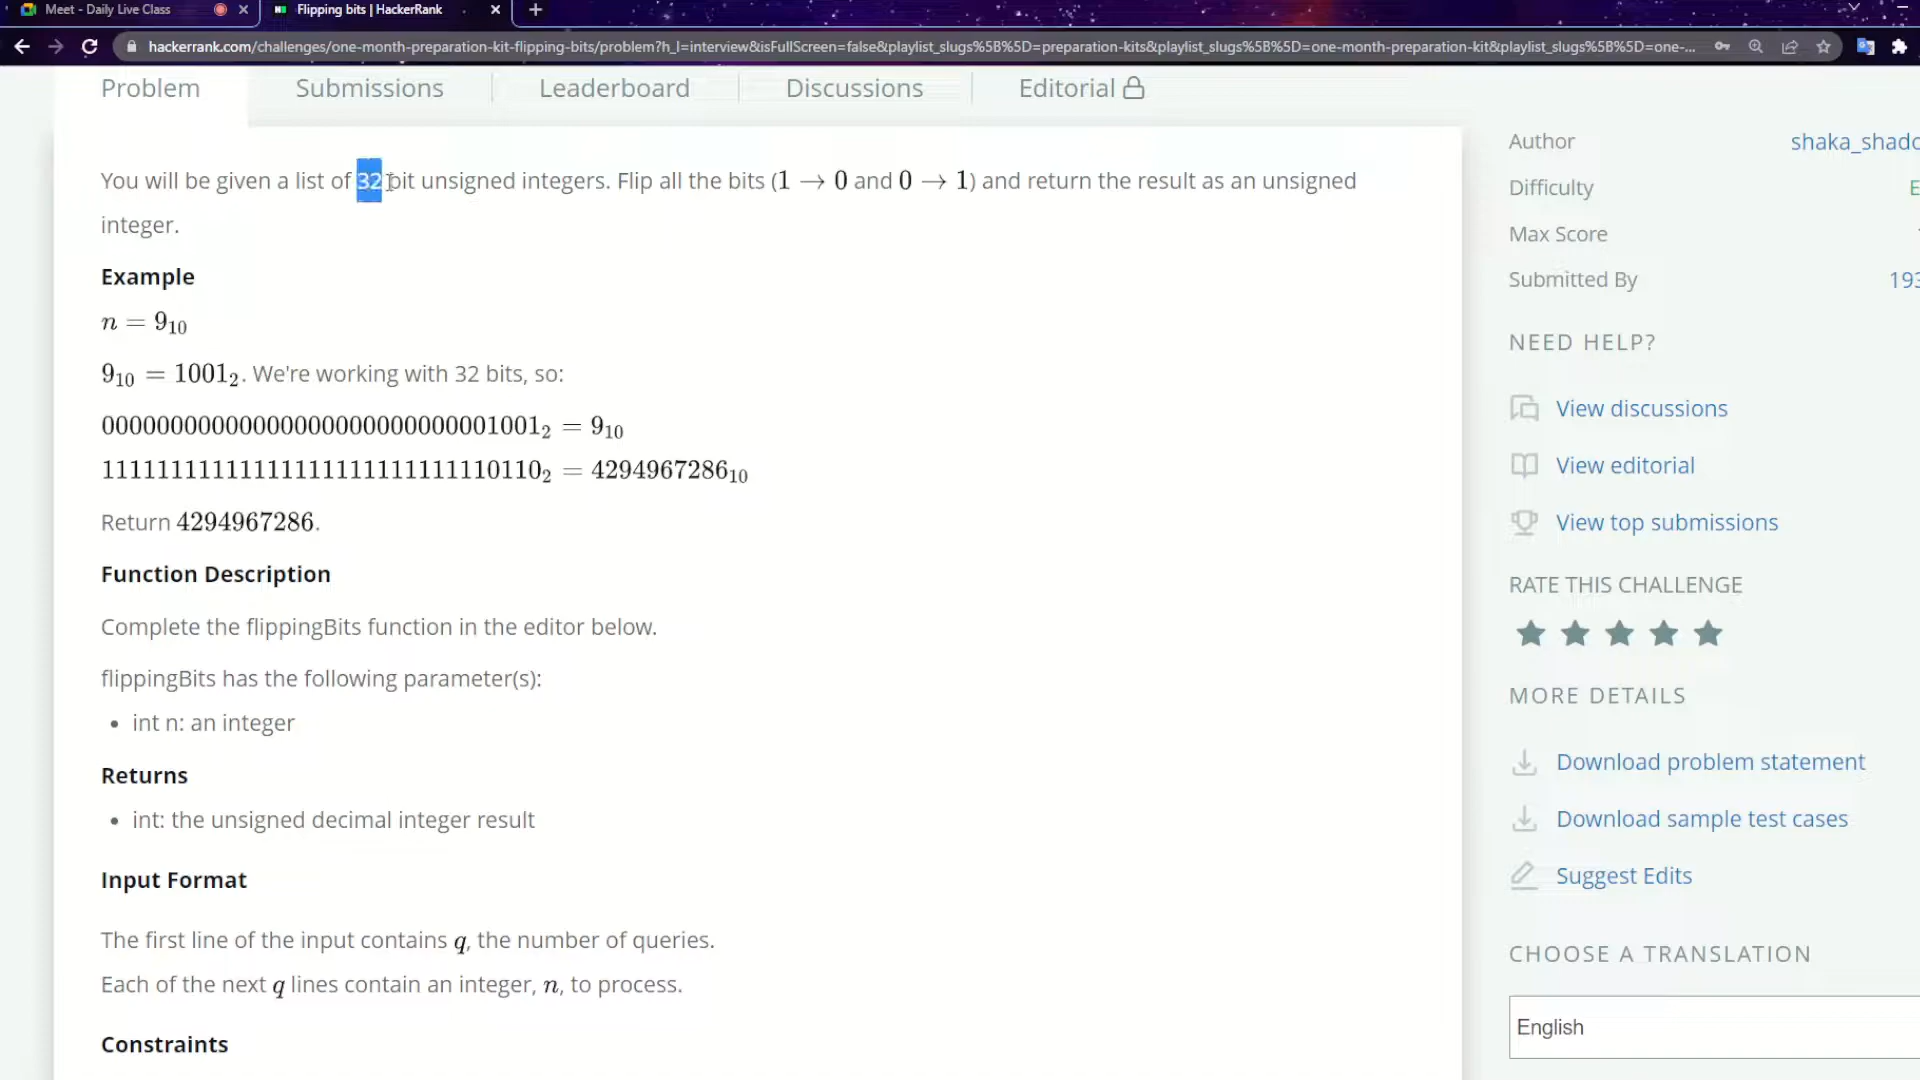 Meet - Daily Live Class
Flipping bits | HackerRank
hackerrank.com/challenges/one-month-preparation-kit-flipping-bits/problem?h_l=interview&isFullScreen=false&playlist_slugs%5B%5D=preparation-kits&playlist_slugs%5B%5D=one-month-preparation-kit&playlist_slugs%5B%5D=one-...
Problem Submissions Leaderboard Discussions Editorial
You will be given a list of 32 bit unsigned integers. Flip all the bits (1 → 0 and 0 → 1) and return the result as an unsigned
integer.
Example
n = 9₁₀
9₁₀ = 1001₂. We're working with 32 bits, so:
00000000000000000000000000001001₂ = 9₁₀
11111111111111111111111111110110₂ = 4294967286₁₀
Return 4294967286.
Function Description
Complete the flippingBits function in the editor below.
flippingBits has the following parameter(s):
• int n: an integer
Returns
• int: the unsigned decimal integer result
Input Format
The first line of the input contains q, the number of queries.
Each of the next q lines contain an integer, n, to process.
Constraints
Author shaka_shado
Difficulty E
Max Score
Submitted By 193
NEED HELP?
View discussions
View editorial
View top submissions
RATE THIS CHALLENGE
MORE DETAILS
Download problem statement
Download sample test cases
Suggest Edits
CHOOSE A TRANSLATION
English